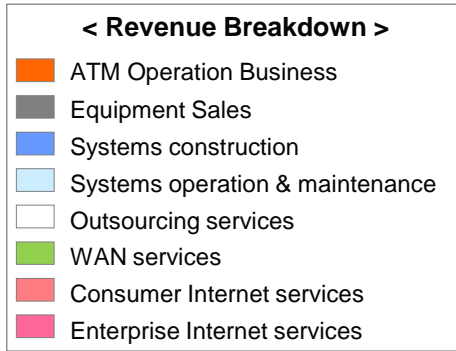 < Revenue Breakdown >
ATM Operation Business
Equipment Sales
Systems construction
Systems operation & maintenance
Outsourcing services
WAN services
Consumer Internet services
Enterprise Internet services